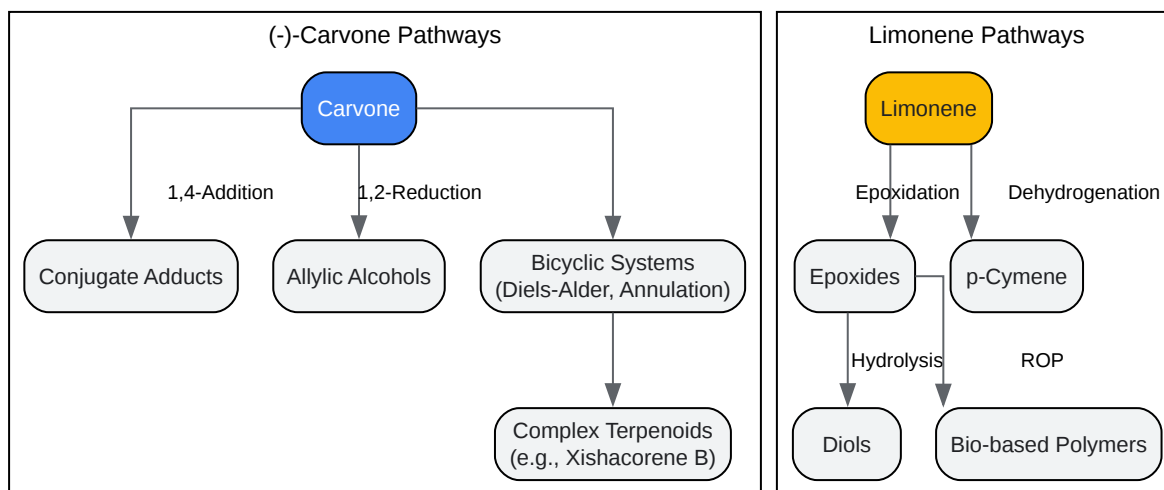 (-)-Carvone Pathways
Carvone
1,4-Addition
1,2-Reduction
Conjugate Adducts
Allylic Alcohols
Bicyclic Systems
(Diels-Alder, Annulation)
Complex Terpenoids
(e.g., Xishacorene B)
Limonene Pathways
Limonene
Epoxidation
Dehydrogenation
Epoxides
p-Cymene
Hydrolysis
ROP
Diols
Bio-based Polymers